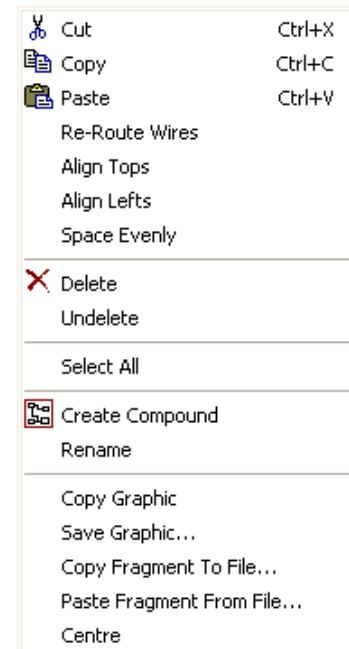 Cut Ctrl+X
Copy Ctrl+C
Paste Ctrl+V
Re-Route Wires
Align Tops
Align Lefts
Space Evenly
Delete
Undelete
Select All
Create Compound
Rename
Copy Graphic
Save Graphic...
Copy Fragment To File...
Paste Fragment From File...
Centre